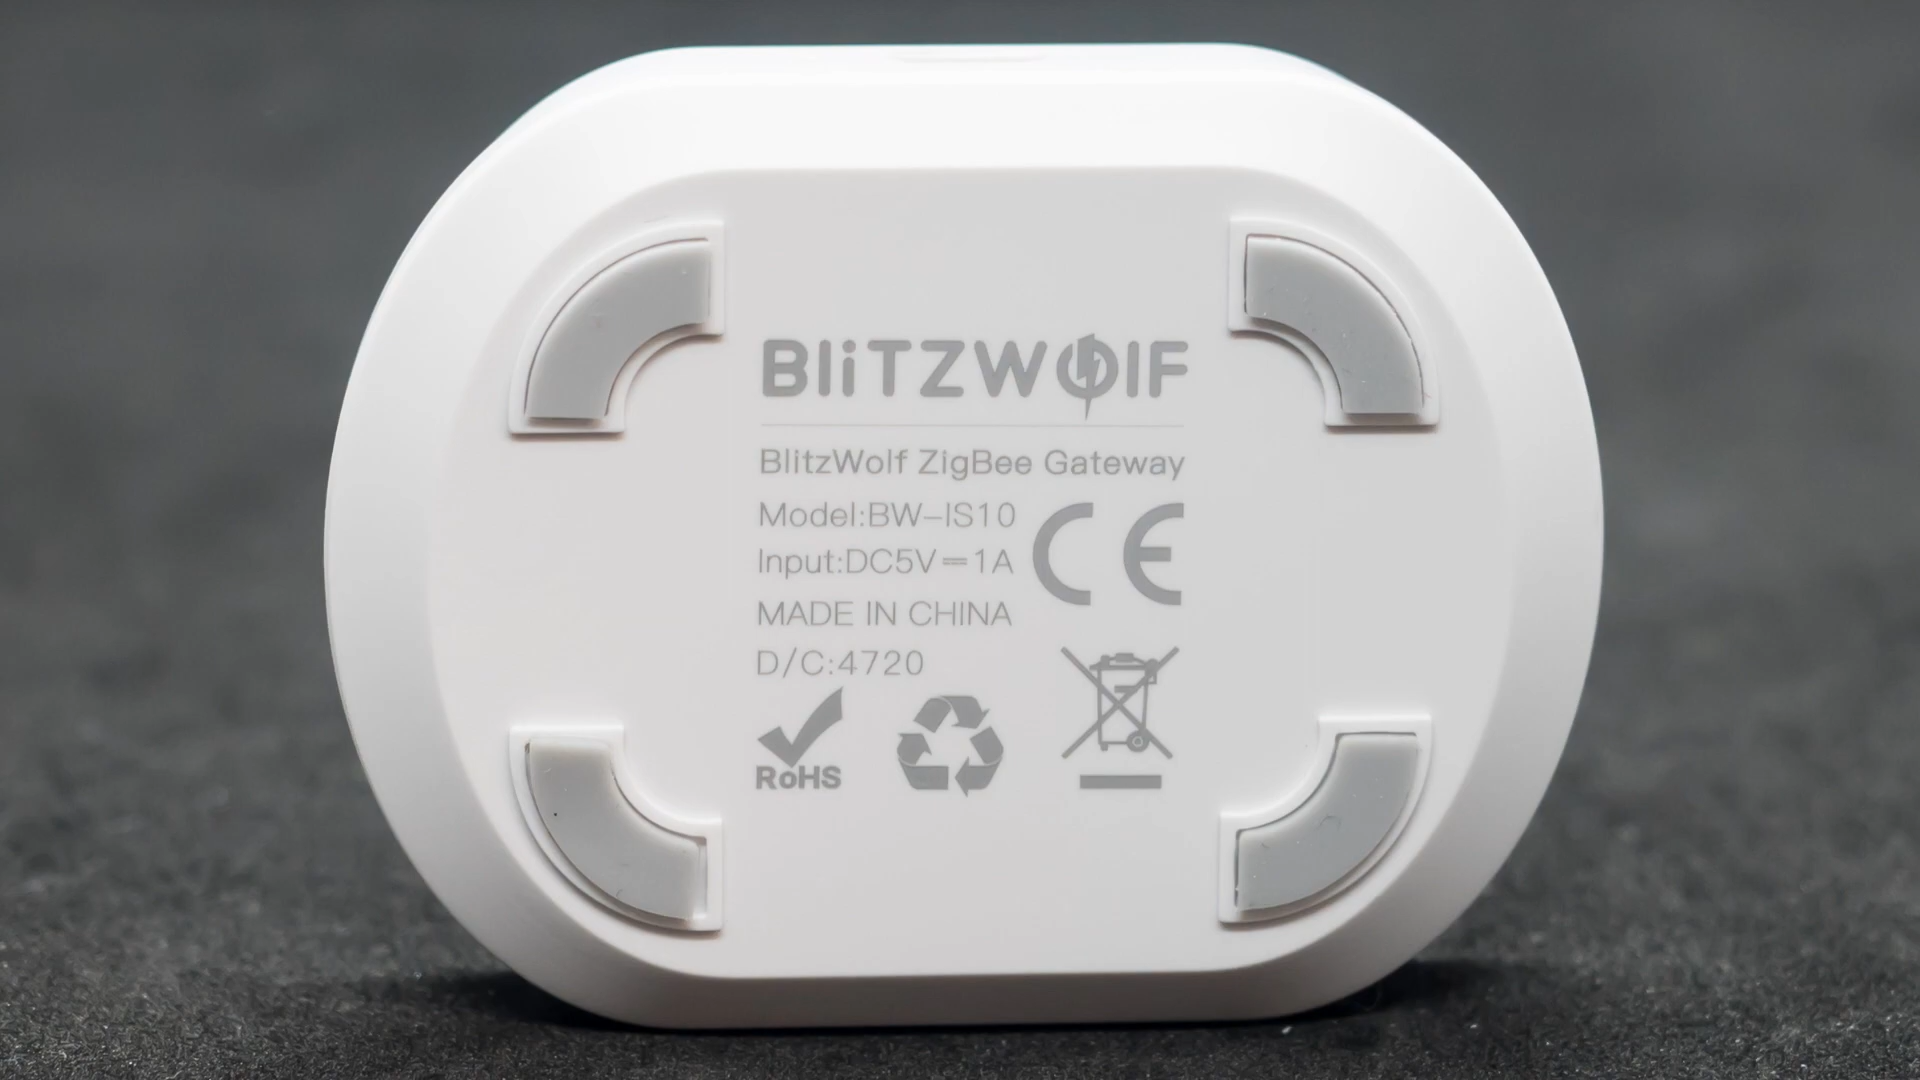 BLiTZWOLF
BlitzWolf ZigBee Gateway
Model:BW-IS10
Input:DC5V⎓1A
CE
MADE IN CHINA
D/C:4720
RoHS